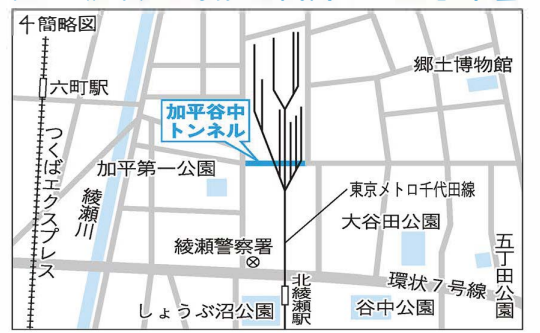 簡略図
六町駅
つくばエクスプレス
綾瀬川
加平谷中
トンネル
郷土博物館
加平第一公園
東京メトロ千代田線
大谷田公園
綾瀬警察署
五丁田公園
環状7号線
北綾瀬駅
しょうぶ沼公園
谷中公園